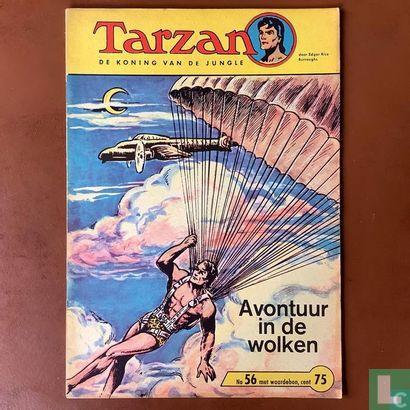 Tarzan
DE KONING VAN DE JUNGLE
door Edgar Rice
Burroughs
Avontuur
in de
wolken
No 56 met waardebon, cent 75
catawiki